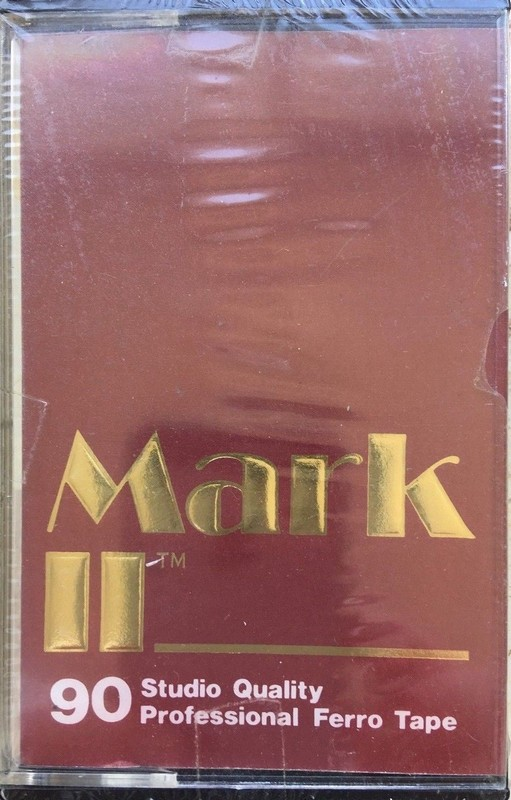 Mark
II™
90 Studio Quality
Professional Ferro Tape